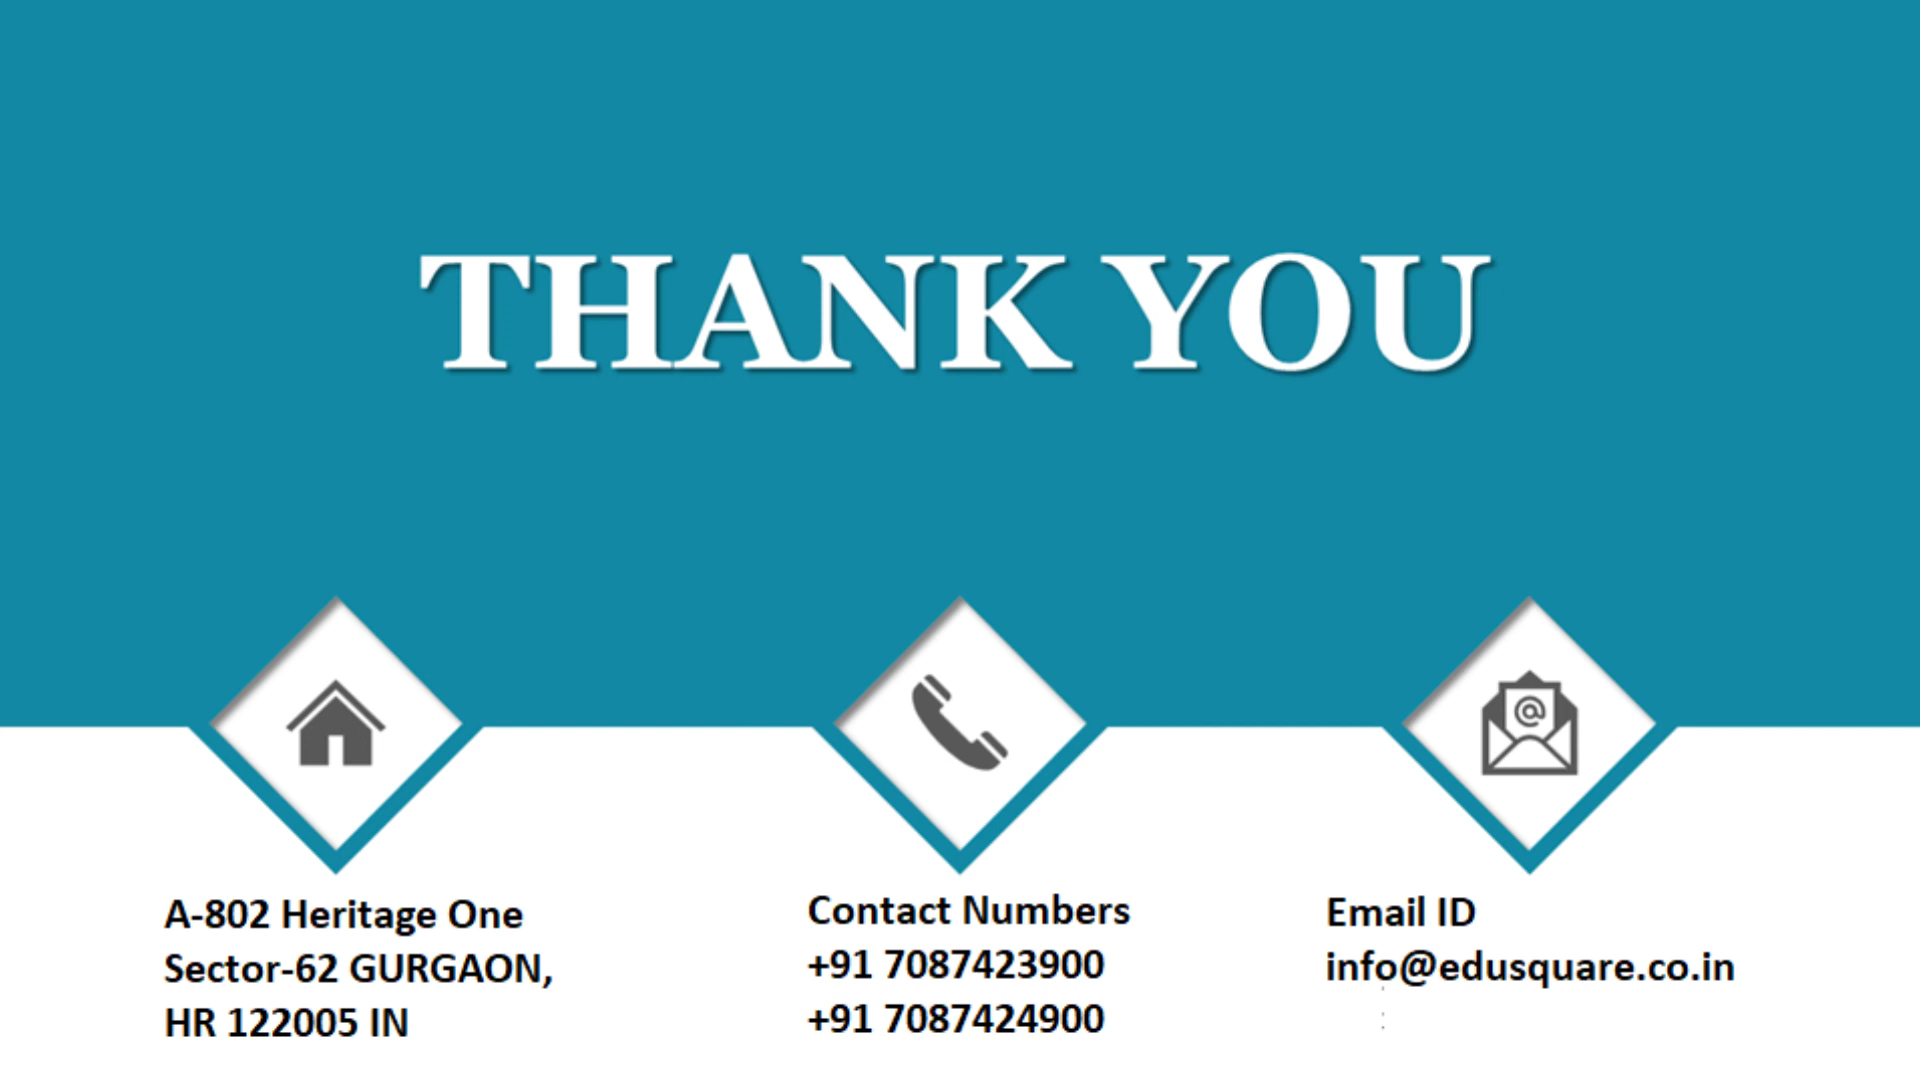 THANK YOU
A-802 Heritage One
Sector-62 GURGAON,
HR 122005 IN
Contact Numbers
+91 7087423900
+91 7087424900
Email ID
info@edusquare.co.in